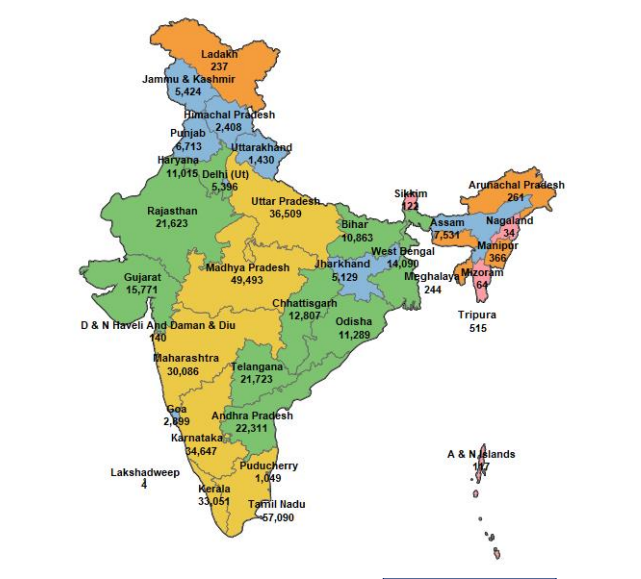 Ladakh
237
Jammu & Kashmir
5,424
Himachal Pradesh
2,408
Punjab
6,713
Uttarakhand
1,430
Haryana
11,015
Delhi (Ut)
5,396
Uttar Pradesh
36,509
Rajasthan
21,623
Sikkim
122
Arunachal Pradesh
261
Nagaland
34
Assam
7,531
Manipur
366
Bihar
10,863
West Bengal
14,090
Jharkhand
5,129
Meghalaya
244
Mizoram
64
Tripura
515
Gujarat
15,771
Madhya Pradesh
49,493
Chhattisgarh
12,807
Odisha
11,289
D & N Haveli And Daman & Diu
140
Maharashtra
30,086
Telangana
21,723
Goa
2,899
Andhra Pradesh
22,311
Karnataka
34,647
Lakshadweep
4
Puducherry
1,049
Kerala
33,051
Tamil Nadu
57,090
A & N Islands
117